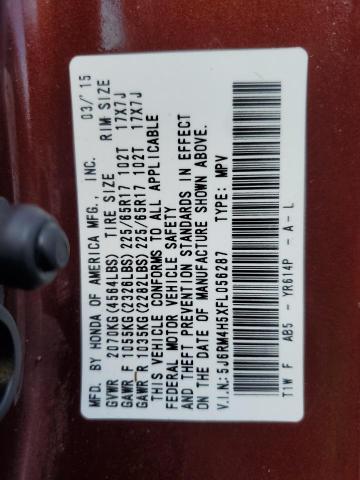 MFD. BY HONDA OF AMERICA MFG., INC. 03/15
GVWR 2070KG(4564LBS) TIRE SIZE RIM SIZE
GAWR F 1055KG(2326LBS) 225/65R17 102T 17X7J
GAWR R 1035KG(2282LBS) 225/65R17 102T 17X7J
THIS VEHICLE CONFORMS TO ALL APPLICABLE
FEDERAL MOTOR VEHICLE SAFETY
AND THEFT PREVENTION STANDARDS IN EFFECT
ON THE DATE OF MANUFACTURE SHOWN ABOVE.
V.I.N.: 5J6RM4H5XFL056287 TYPE: MPV
T1W F AB5 - YR614P - A - L